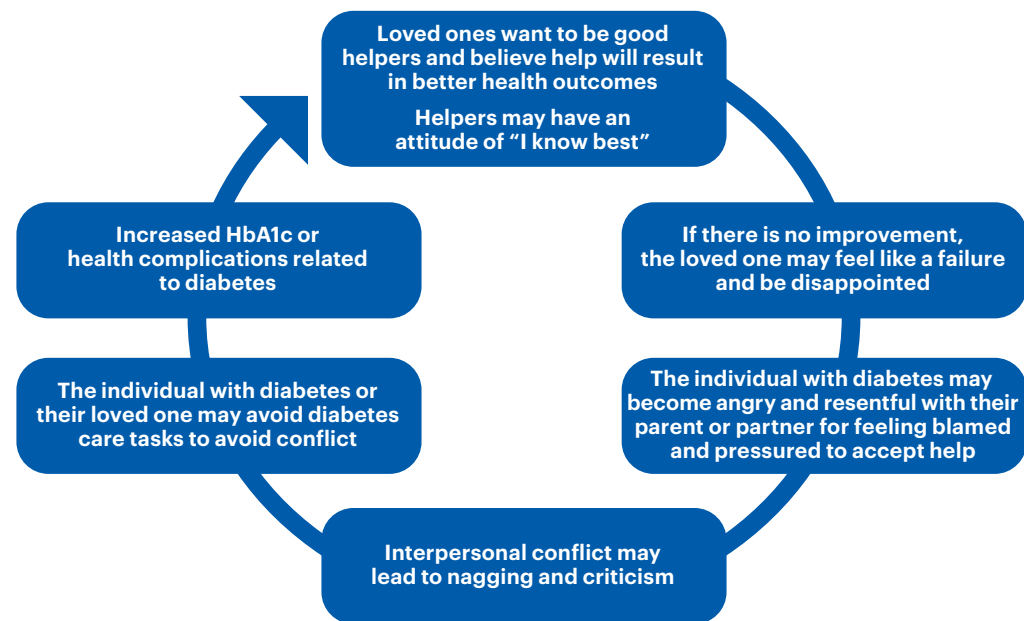 Loved ones want to be good
helpers and believe help will result
in better health outcomes
Helpers may have an
attitude of “I know best”
If there is no improvement,
the loved one may feel like a failure
and be disappointed
The individual with diabetes may
become angry and resentful with their
parent or partner for feeling blamed
and pressured to accept help
Interpersonal conflict may
lead to nagging and criticism
The individual with diabetes or
their loved one may avoid diabetes
care tasks to avoid conflict
Increased HbA1c or
health complications related
to diabetes